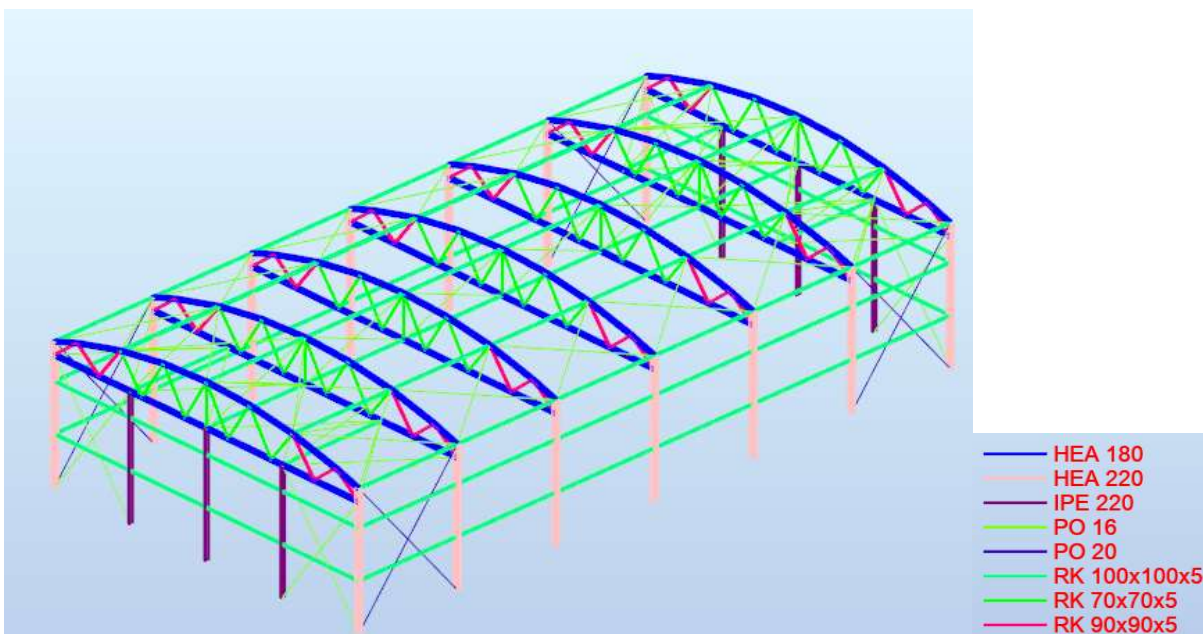 HEA 180
HEA 220
IPE 220
PO 16
PO 20
RK 100x100x5
RK 70x70x5
RK 90x90x5